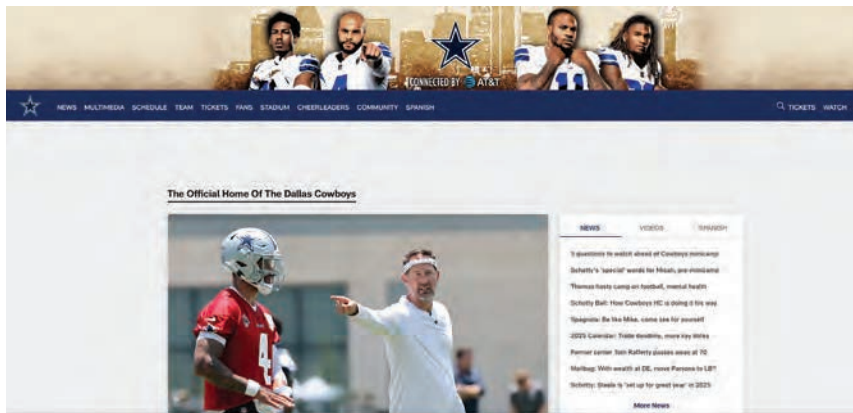 CONNECTED BY AT&T
NEWS MULTIMEDIA SCHEDULE TEAM TICKETS FANS STADIUM CHEERLEADERS COMMUNITY SPANISH TICKETS WATCH
The Official Home Of The Dallas Cowboys
NEWS VIDEOS SPANISH
questions to watch ahead of Cowboys minicamp
Schotty's 'special' words for Micah, pre-minicamp
Thomas hosts camp on football, mental health
Schotty Ball: How Cowboys HC is doing it his way
Spagnola: Be like Mike, come see for yourself
2025 Calendar: Trade deadline, more key dates
Former center Tom Rafferty passes away at 70
Mailbag: With wealth at DE, move Parsons to LB?
Schotty: Steele is 'set up for great year' in 2025
More News
4
11
4